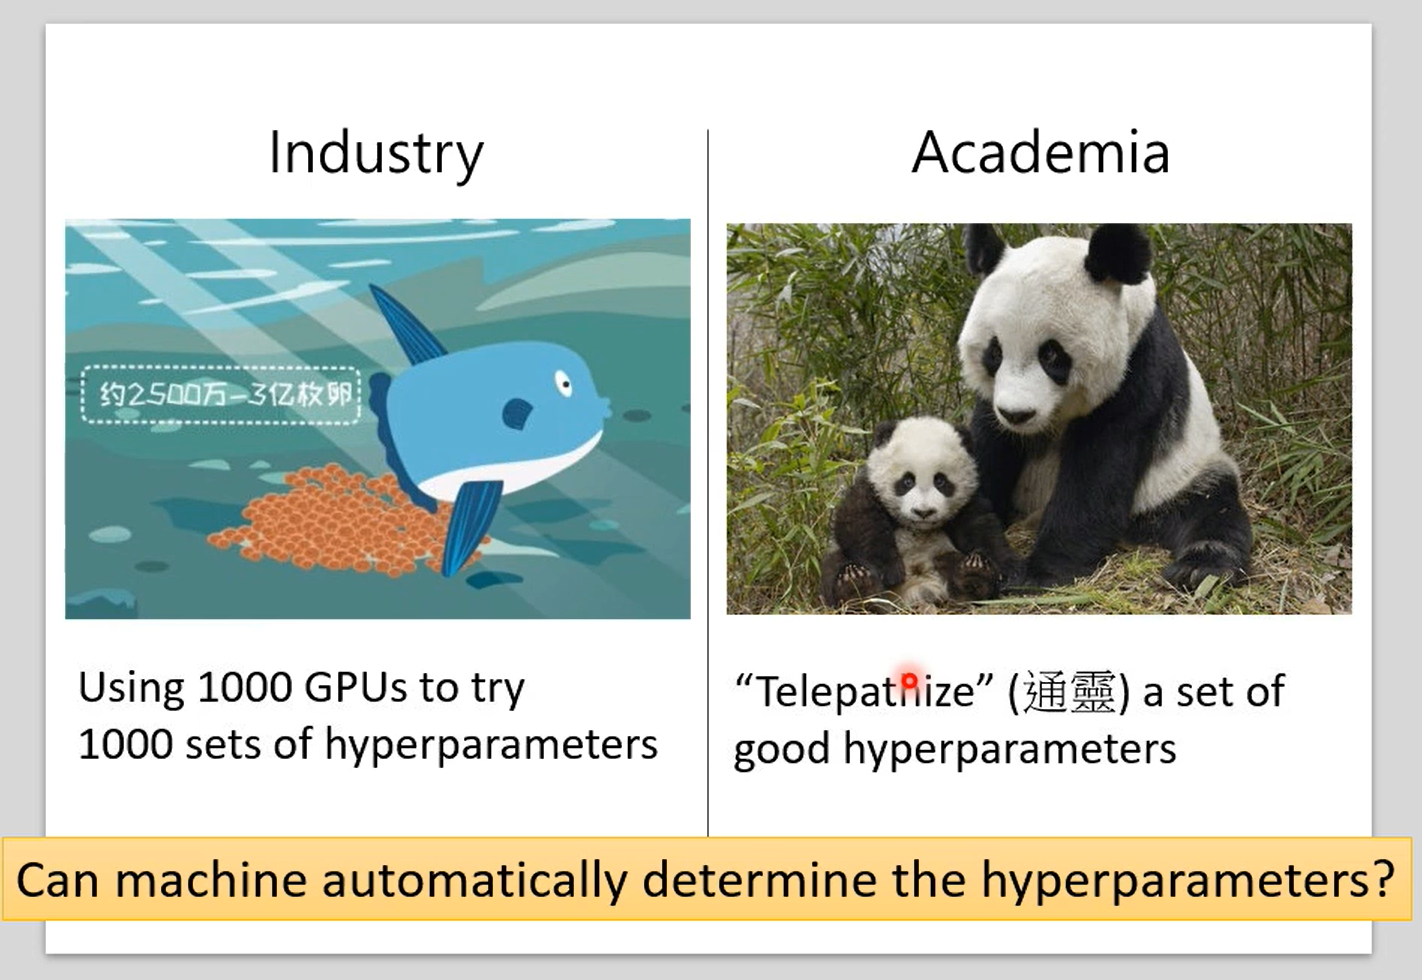 Industry
约2500万-3亿枚卵
Using 1000 GPUs to try
1000 sets of hyperparameters
Academia
“Telepathize” (通靈) a set of
good hyperparameters
Can machine automatically determine the hyperparameters?